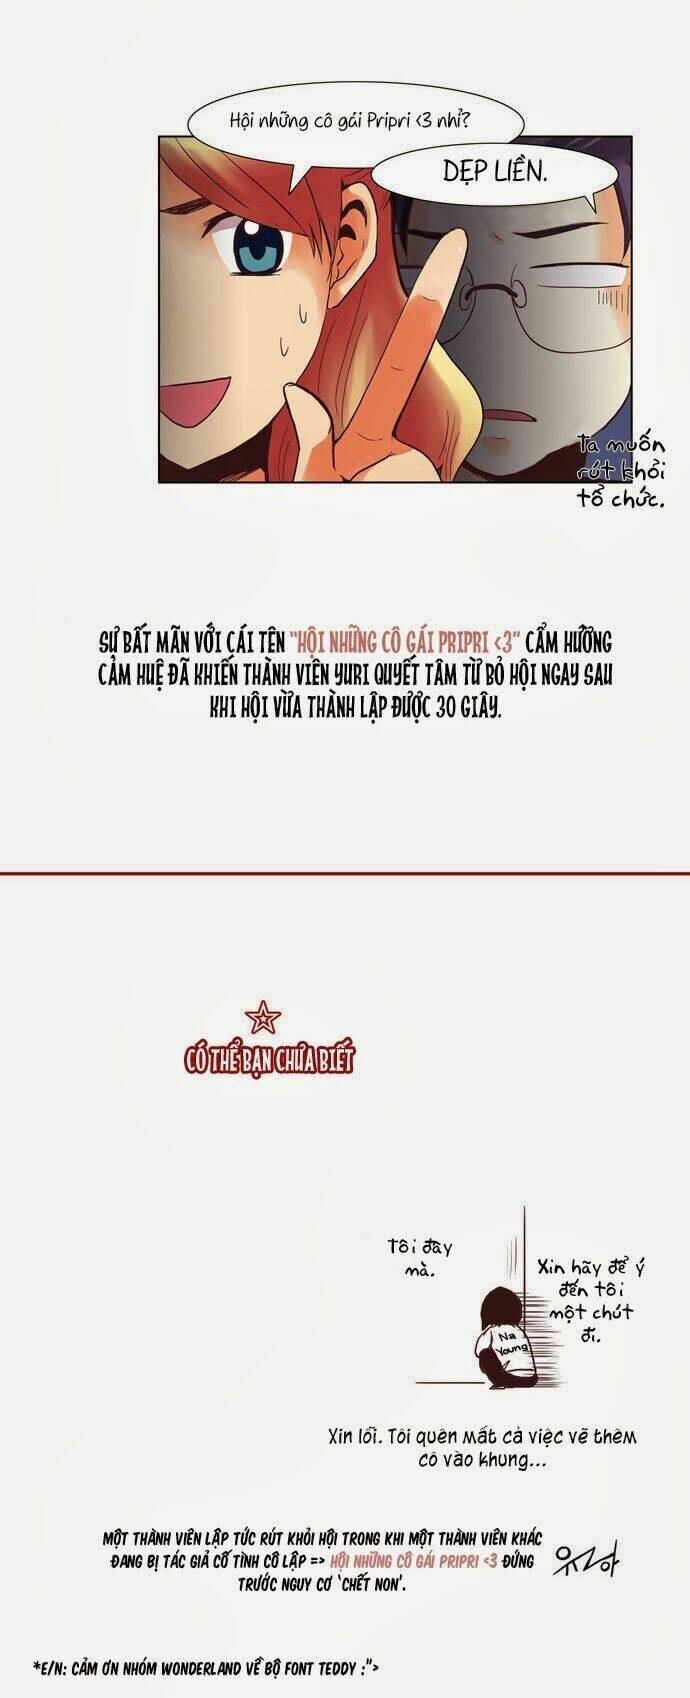 Hội những cô gái Pripri <3 nhỉ?
DẸP LIỀN.
Ta muốn
rút khỏi
tổ chức.
SỰ BẤT MÃN VỚI CÁI TÊN "HỘI NHỮNG CÔ GÁI PRIPRI <3" CẨM HƯỜNG
CẢM HUỆ ĐÃ KHIẾN THÀNH VIÊN YURI QUYẾT TÂM TỪ BỎ HỘI NGAY SAU
KHI HỘI VỪA THÀNH LẬP ĐƯỢC 30 GIÂY.
CÓ THỂ BẠN CHƯA BIẾT
Tôi đây
mà.
Xin hãy để ý
đến tôi
một chút
đi.
Na
Young
Xin lỗi. Tôi quên mất cả việc vẽ thêm
cô vào khung...
MỘT THÀNH VIÊN LẬP TỨC RÚT KHỎI HỘI TRONG KHI MỘT THÀNH VIÊN KHÁC
ĐANG BỊ TÁC GIẢ CỐ TÌNH CÔ LẬP => HỘI NHỮNG CÔ GÁI PRIPRI <3 ĐỨNG
TRƯỚC NGUY CƠ 'CHẾT NON'.
*E/N: CẢM ƠN NHÓM WONDERLAND VỀ BỘ FONT TEDDY :">